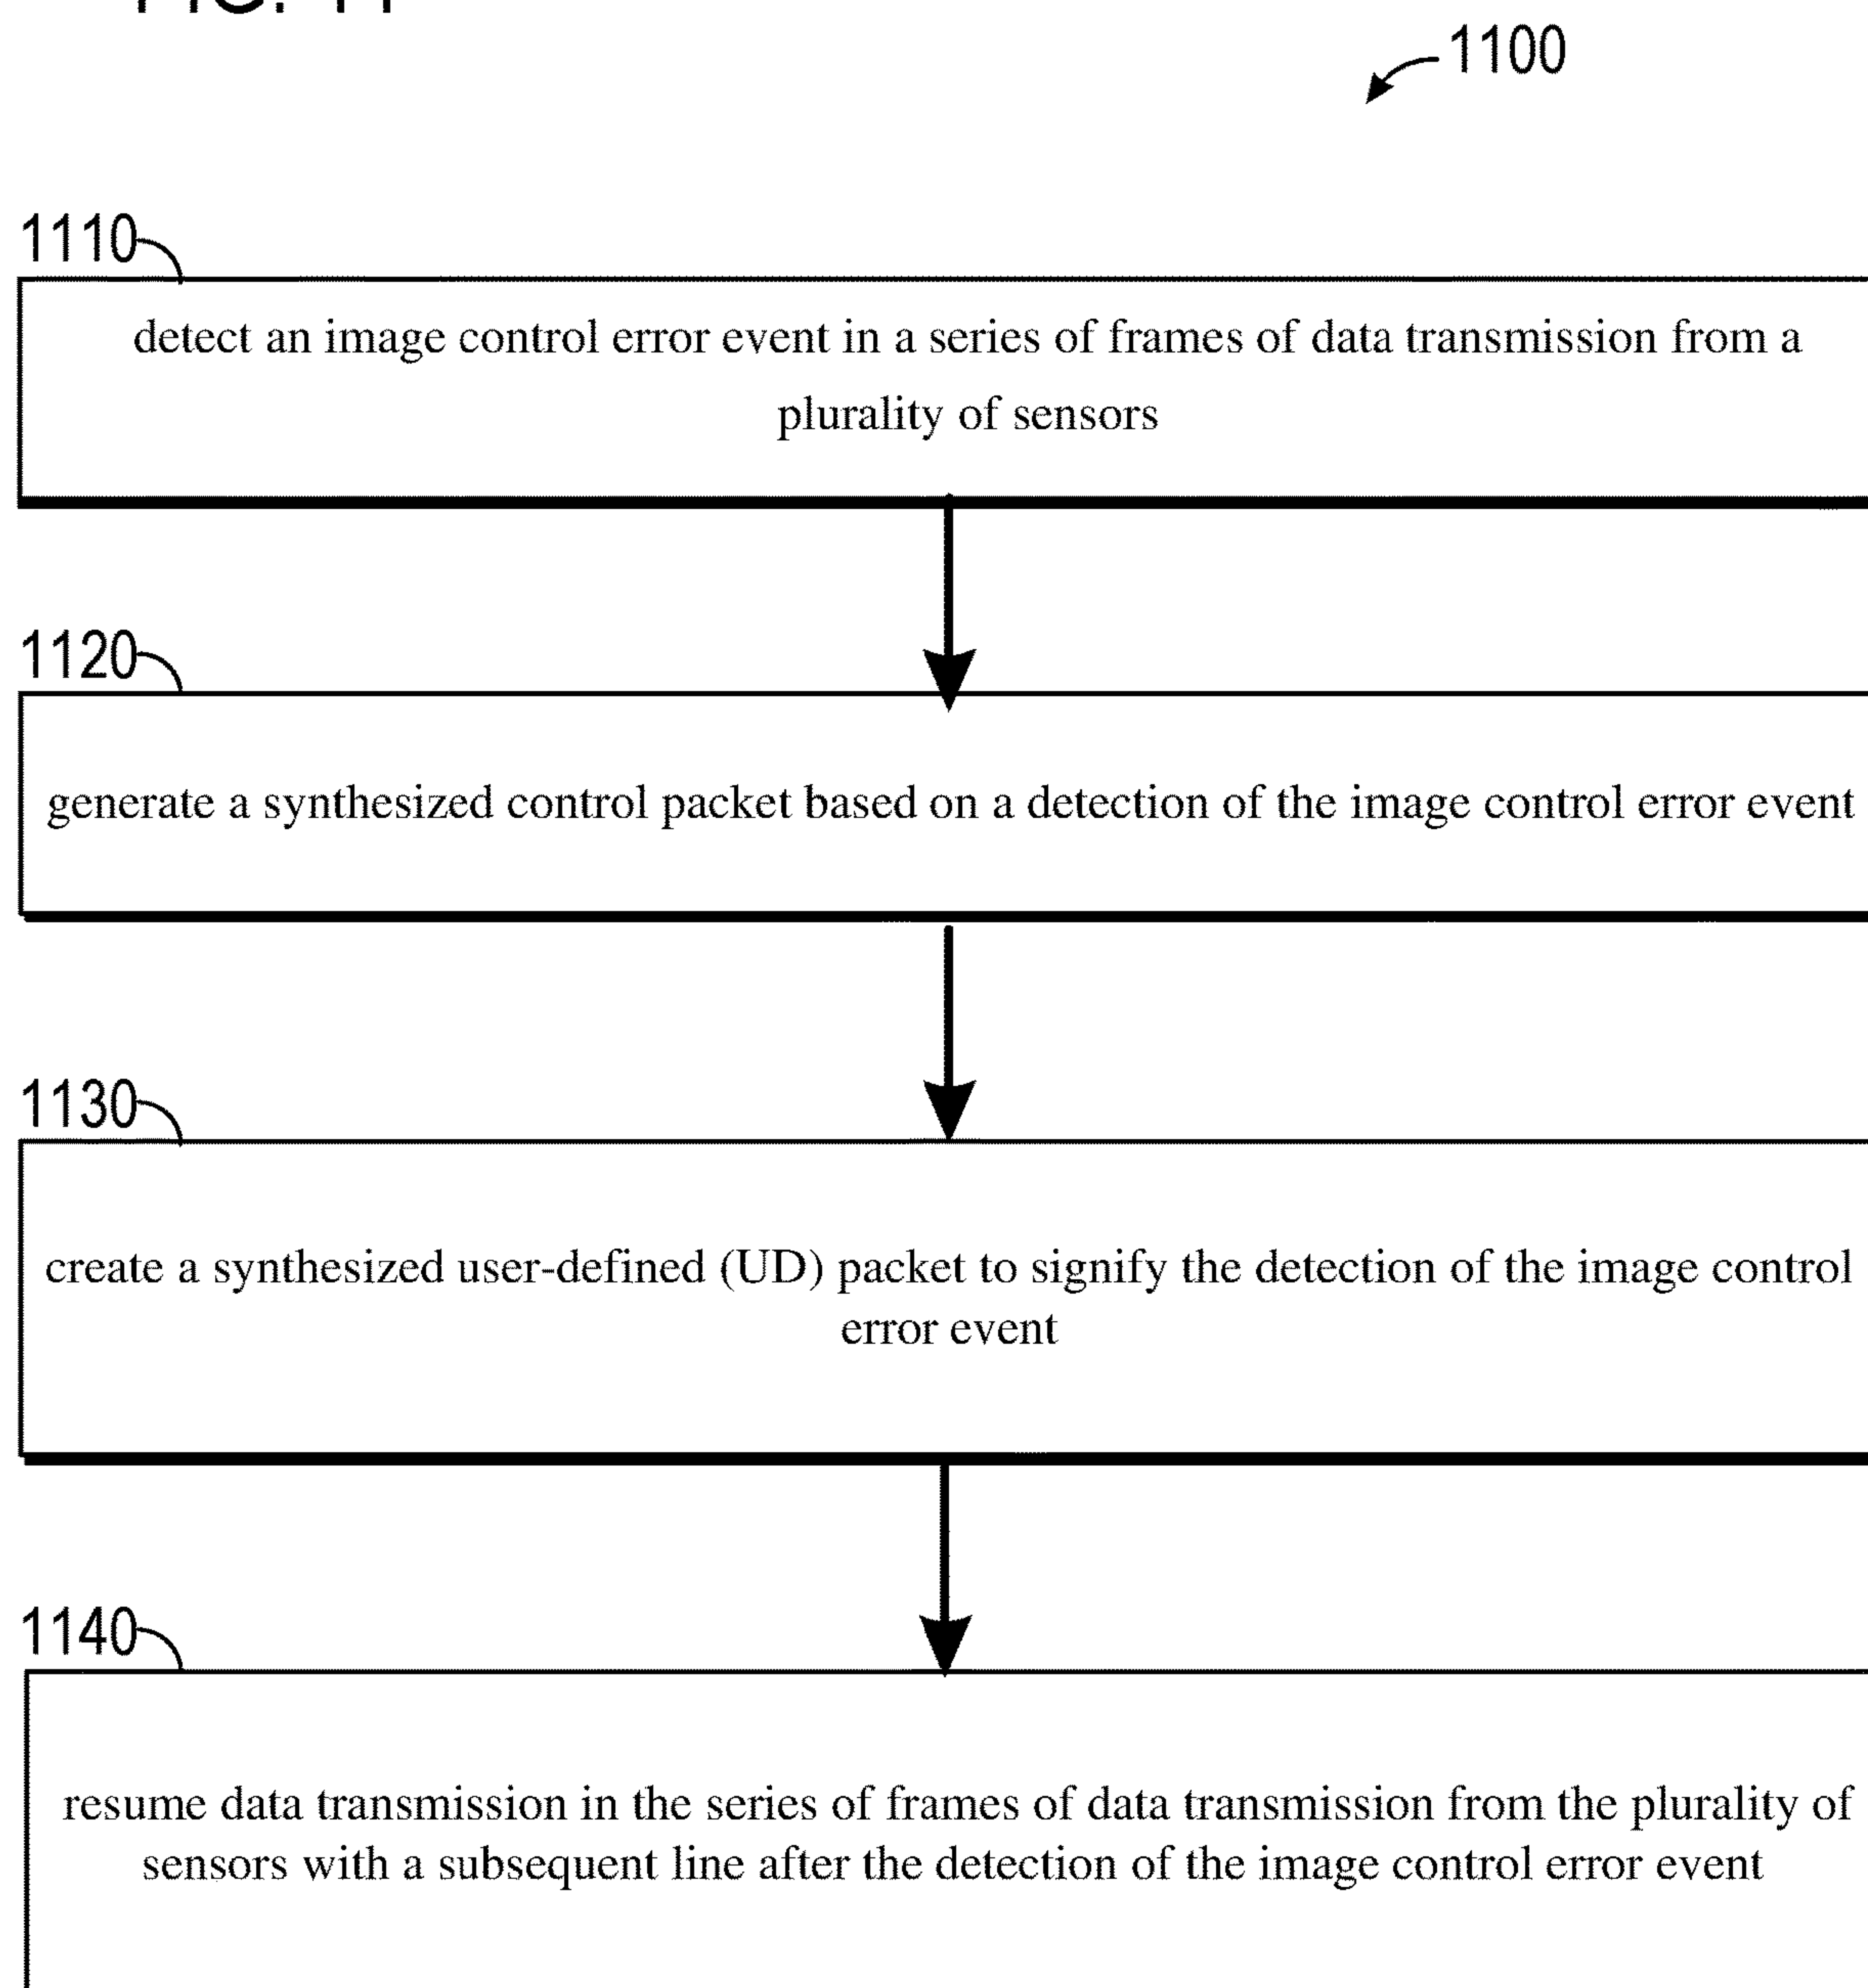 FIG. 11
1100
1110
detect an image control error event in a series of frames of data transmission from a
plurality of sensors
1120
generate a synthesized control packet based on a detection of the image control error event
1130
create a synthesized user-defined (UD) packet to signify the detection of the image control
error event
1140
resume data transmission in the series of frames of data transmission from the plurality of
sensors with a subsequent line after the detection of the image control error event